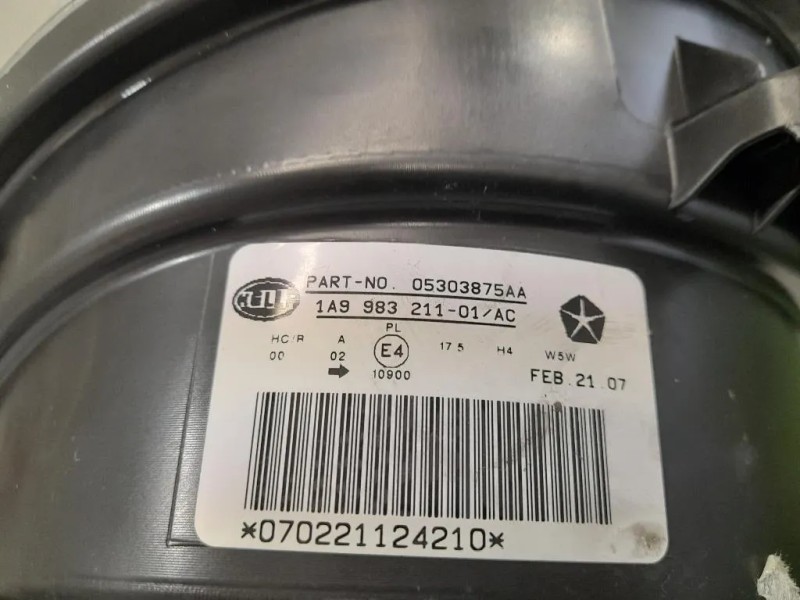 PART-NO. 05303875AA
1A9 983 211-01/AC
PL
HC/R A E4 17.5 H4 W5W
00 02
10900 FEB.21.07
*070221124210*